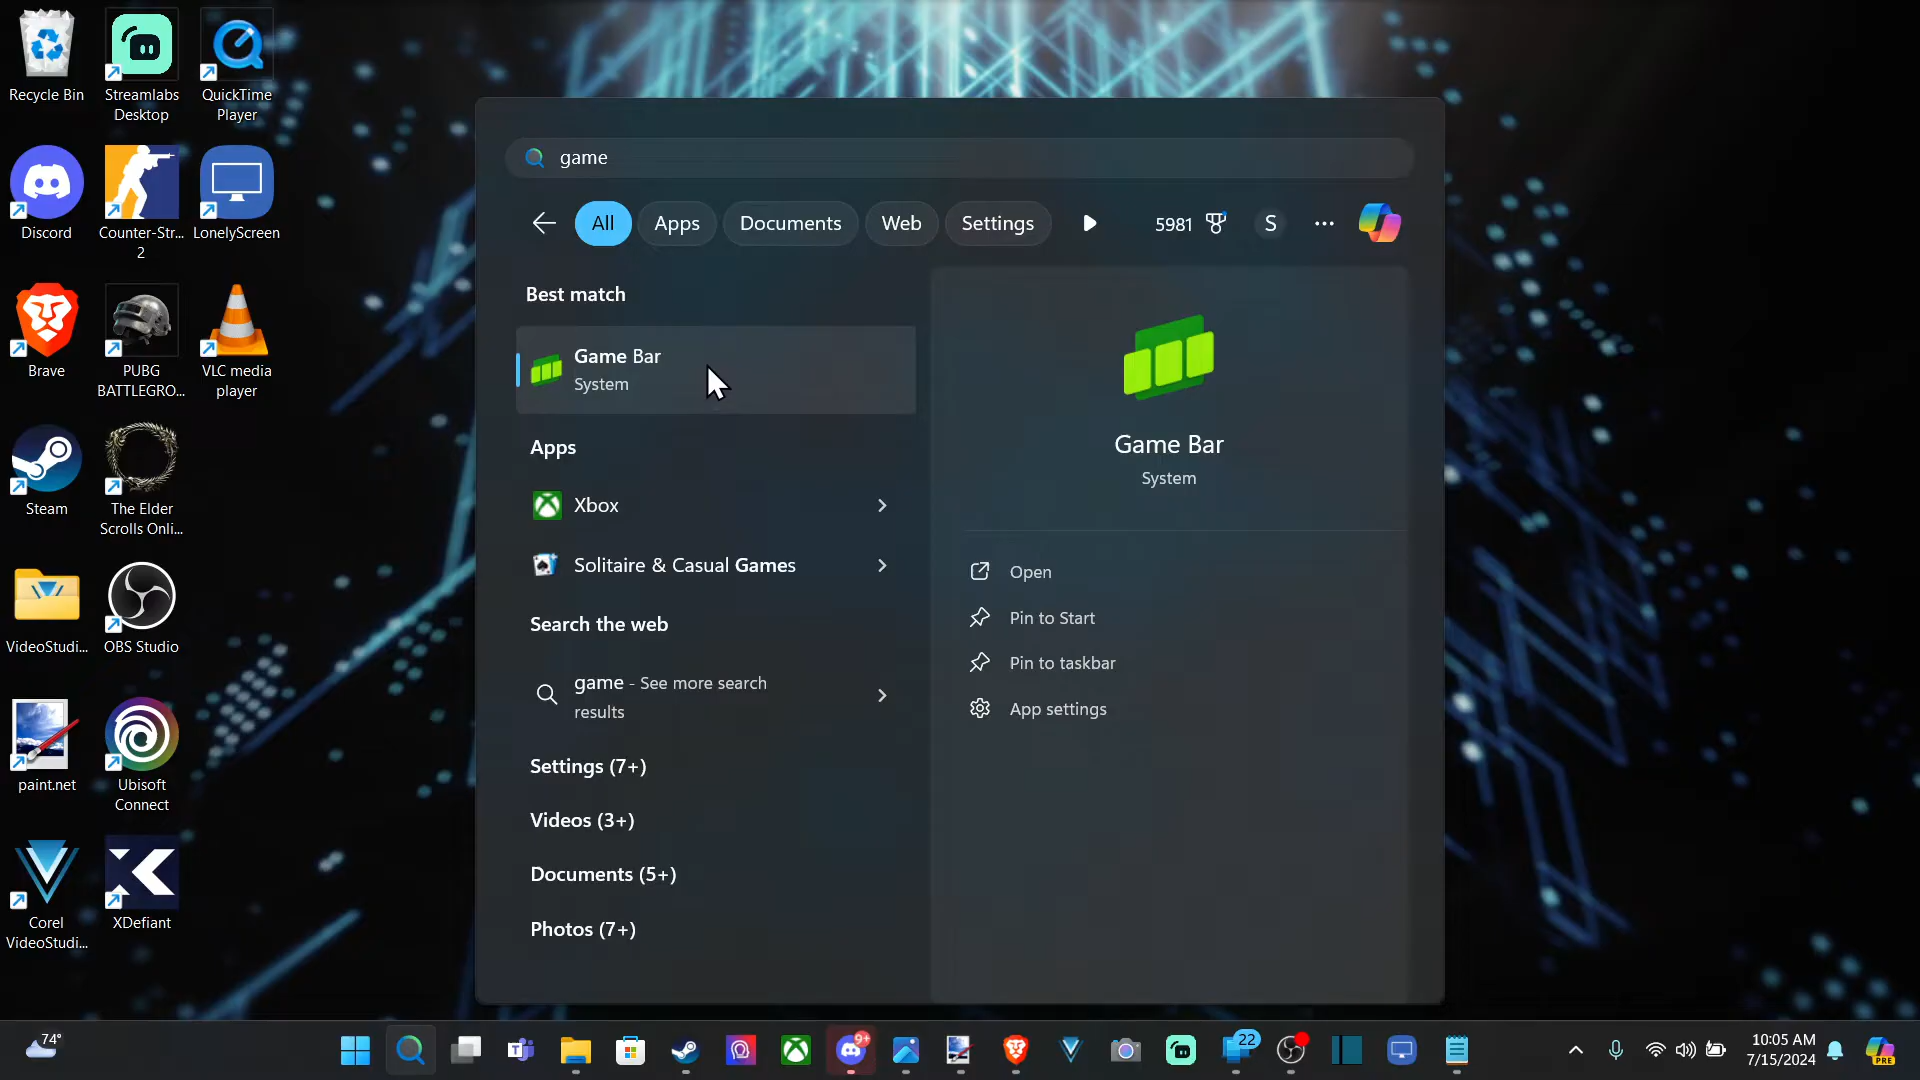 Recycle Bin
Streamlabs
Desktop
QuickTime
Player
Discord
Counter-Str...
2
LonelyScreen
Brave
PUBG
BATTLEGRO...
VLC media
player
Steam
The Elder
Scrolls Onli...
VideoStudi...
OBS Studio
paint.net
Ubisoft
Connect
Corel
VideoStudi...
XDefiant
game
All
Apps
Documents
Web
Settings
5981
S
Best match
Game Bar
System
Apps
Xbox
Solitaire & Casual Games
Search the web
game - See more search
results
Settings (7+)
Videos (3+)
Documents (5+)
Photos (7+)
Game Bar
System
Open
Pin to Start
Pin to taskbar
App settings
74°
9+
22
10:05 AM
7/15/2024
PRE